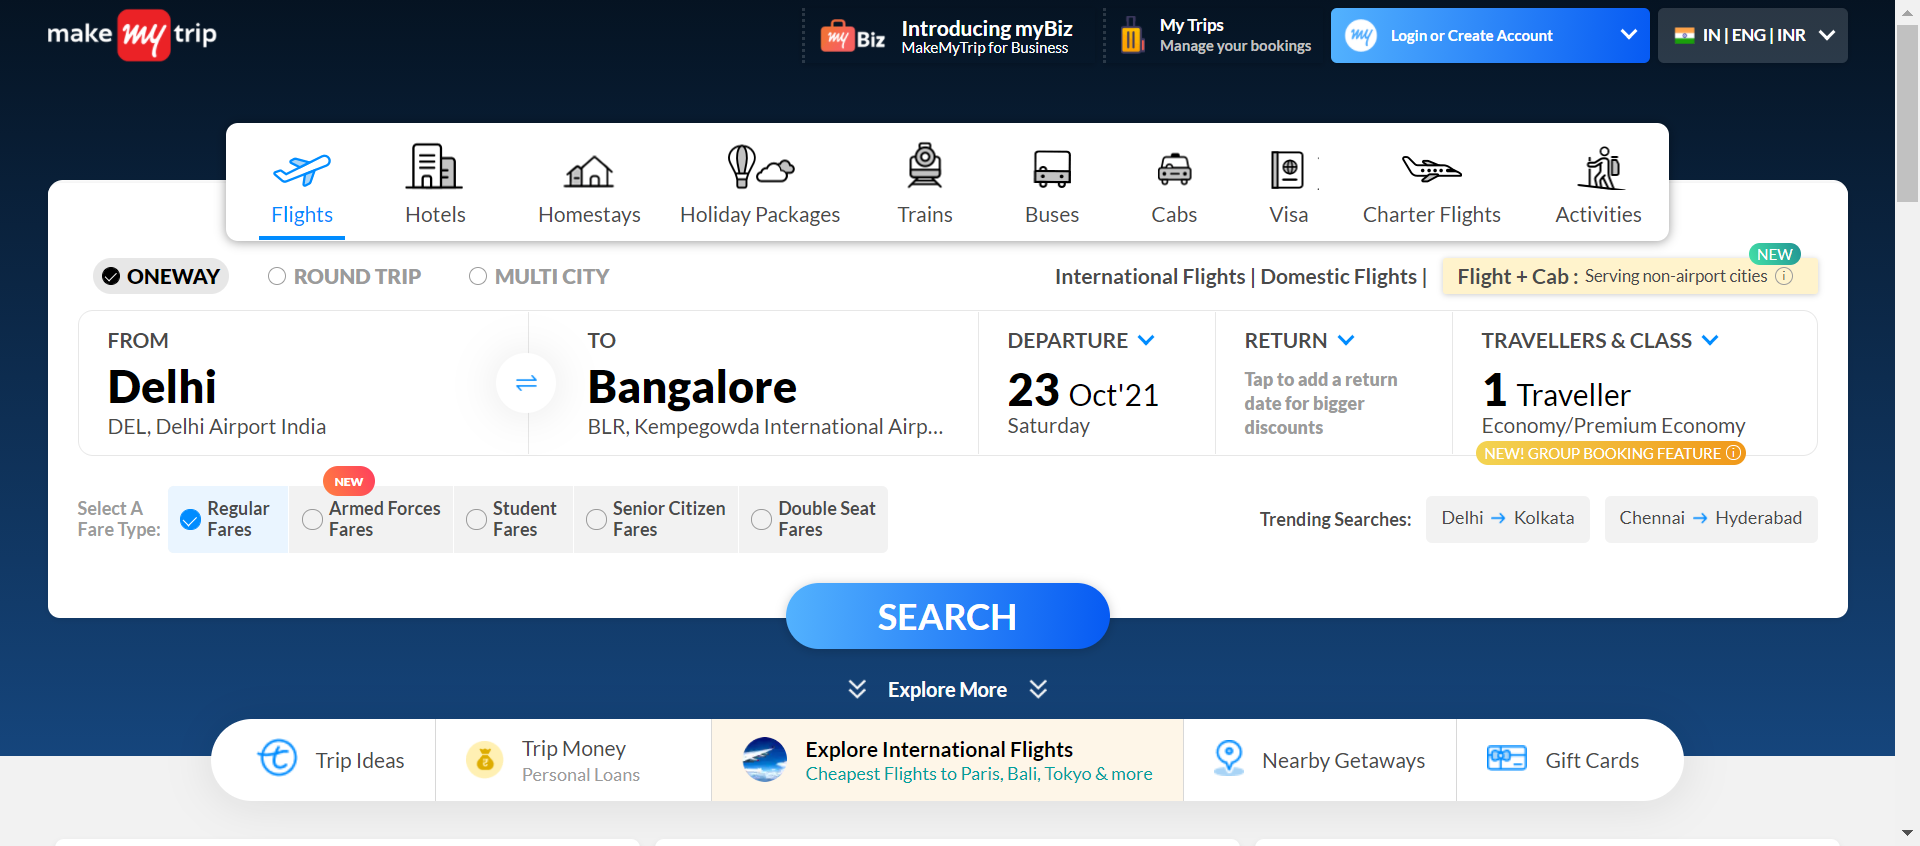 make my trip
my Biz
Introducing myBiz
MakeMyTrip for Business
My Trips
Manage your bookings
my
Login or Create Account
IN | ENG | INR
Flights
Hotels
Homestays
Holiday Packages
Trains
Buses
Cabs
Visa
Charter Flights
Activities
ONEWAY
ROUND TRIP
MULTI CITY
International Flights | Domestic Flights |
NEW
Flight + Cab : Serving non-airport cities
FROM
Delhi
DEL, Delhi Airport India
TO
Bangalore
BLR, Kempegowda International Airp...
DEPARTURE
23 Oct'21
Saturday
RETURN
Tap to add a return
date for bigger
discounts
TRAVELLERS & CLASS
1 Traveller
Economy/Premium Economy
NEW! GROUP BOOKING FEATURE
Select A
Fare Type:
Regular
Fares
NEW
Armed Forces
Fares
Student
Fares
Senior Citizen
Fares
Double Seat
Fares
Trending Searches:
Delhi → Kolkata
Chennai → Hyderabad
SEARCH
Explore More
Trip Ideas
Trip Money
Personal Loans
Explore International Flights
Cheapest Flights to Paris, Bali, Tokyo & more
Nearby Getaways
Gift Cards